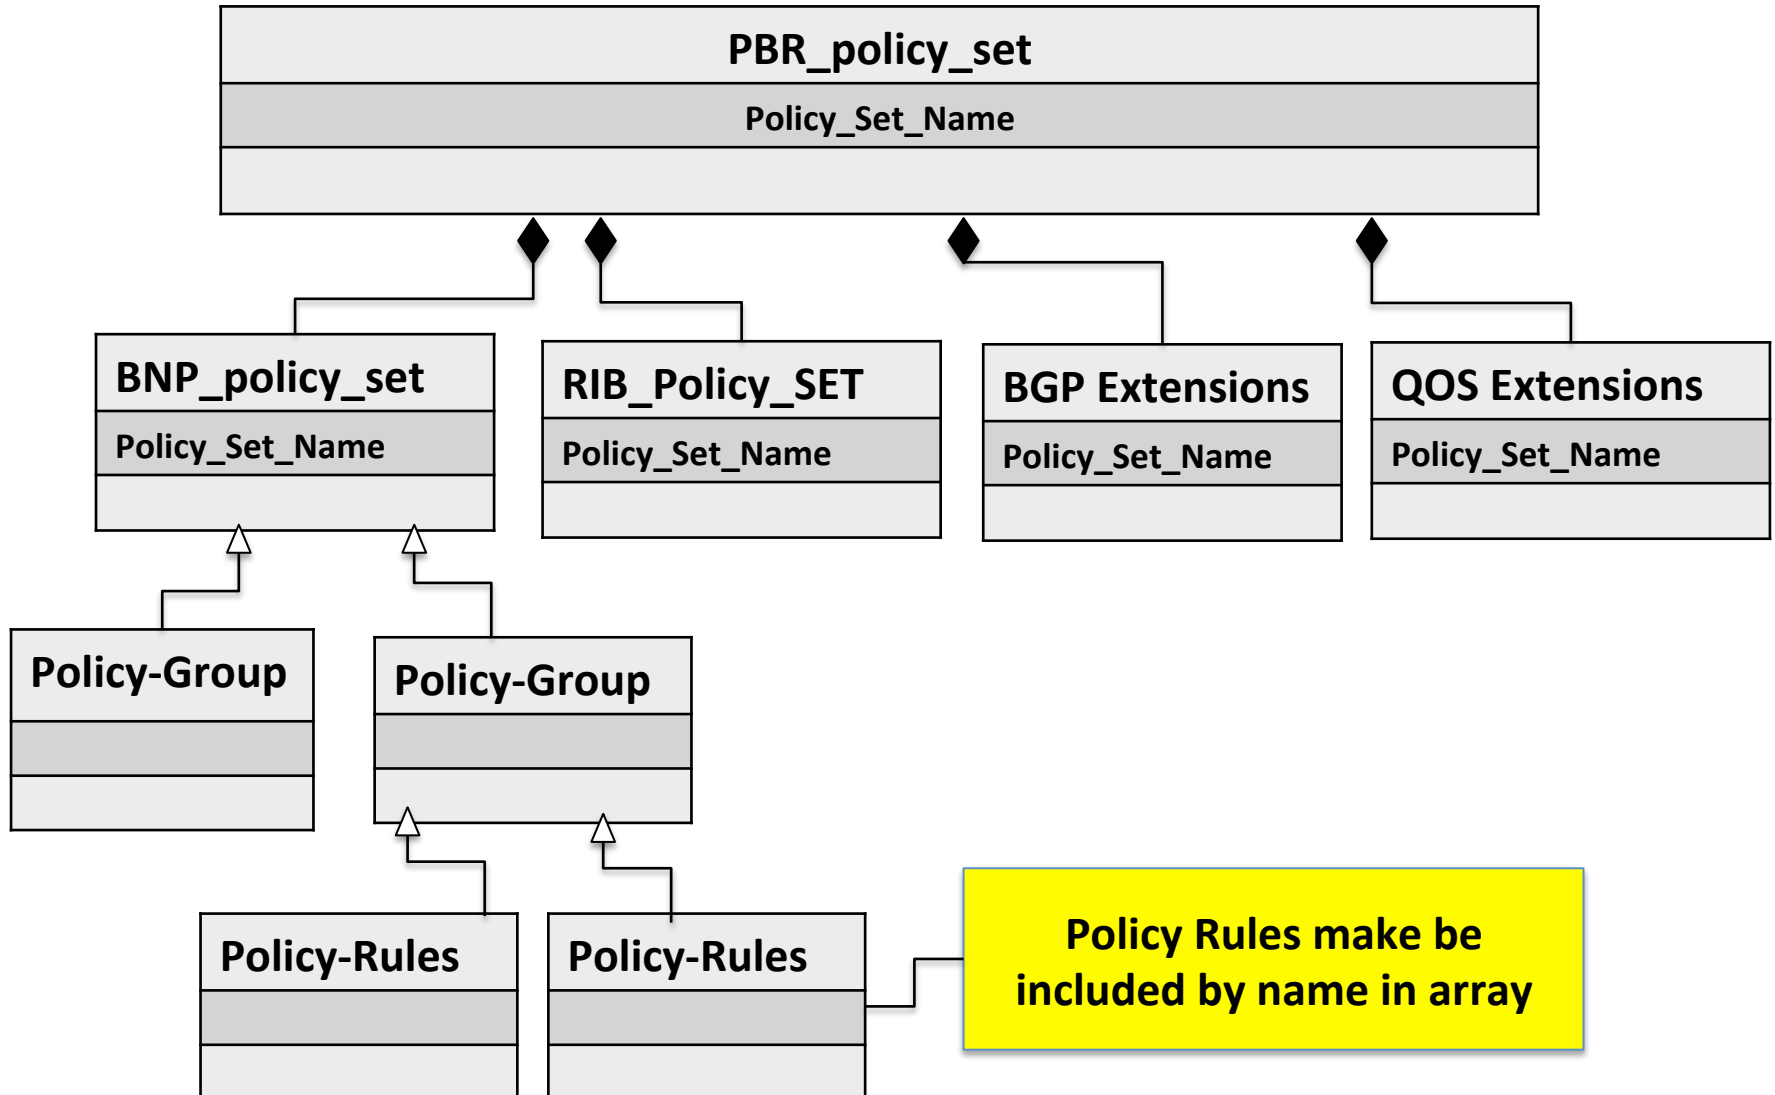 PBR_policy_set
Policy_Set_Name
BNP_policy_set
Policy_Set_Name
RIB_Policy_SET
Policy_Set_Name
BGP Extensions
Policy_Set_Name
QOS Extensions
Policy_Set_Name
Policy-Group
Policy-Group
Policy-Rules
Policy-Rules
Policy Rules make be
included by name in array